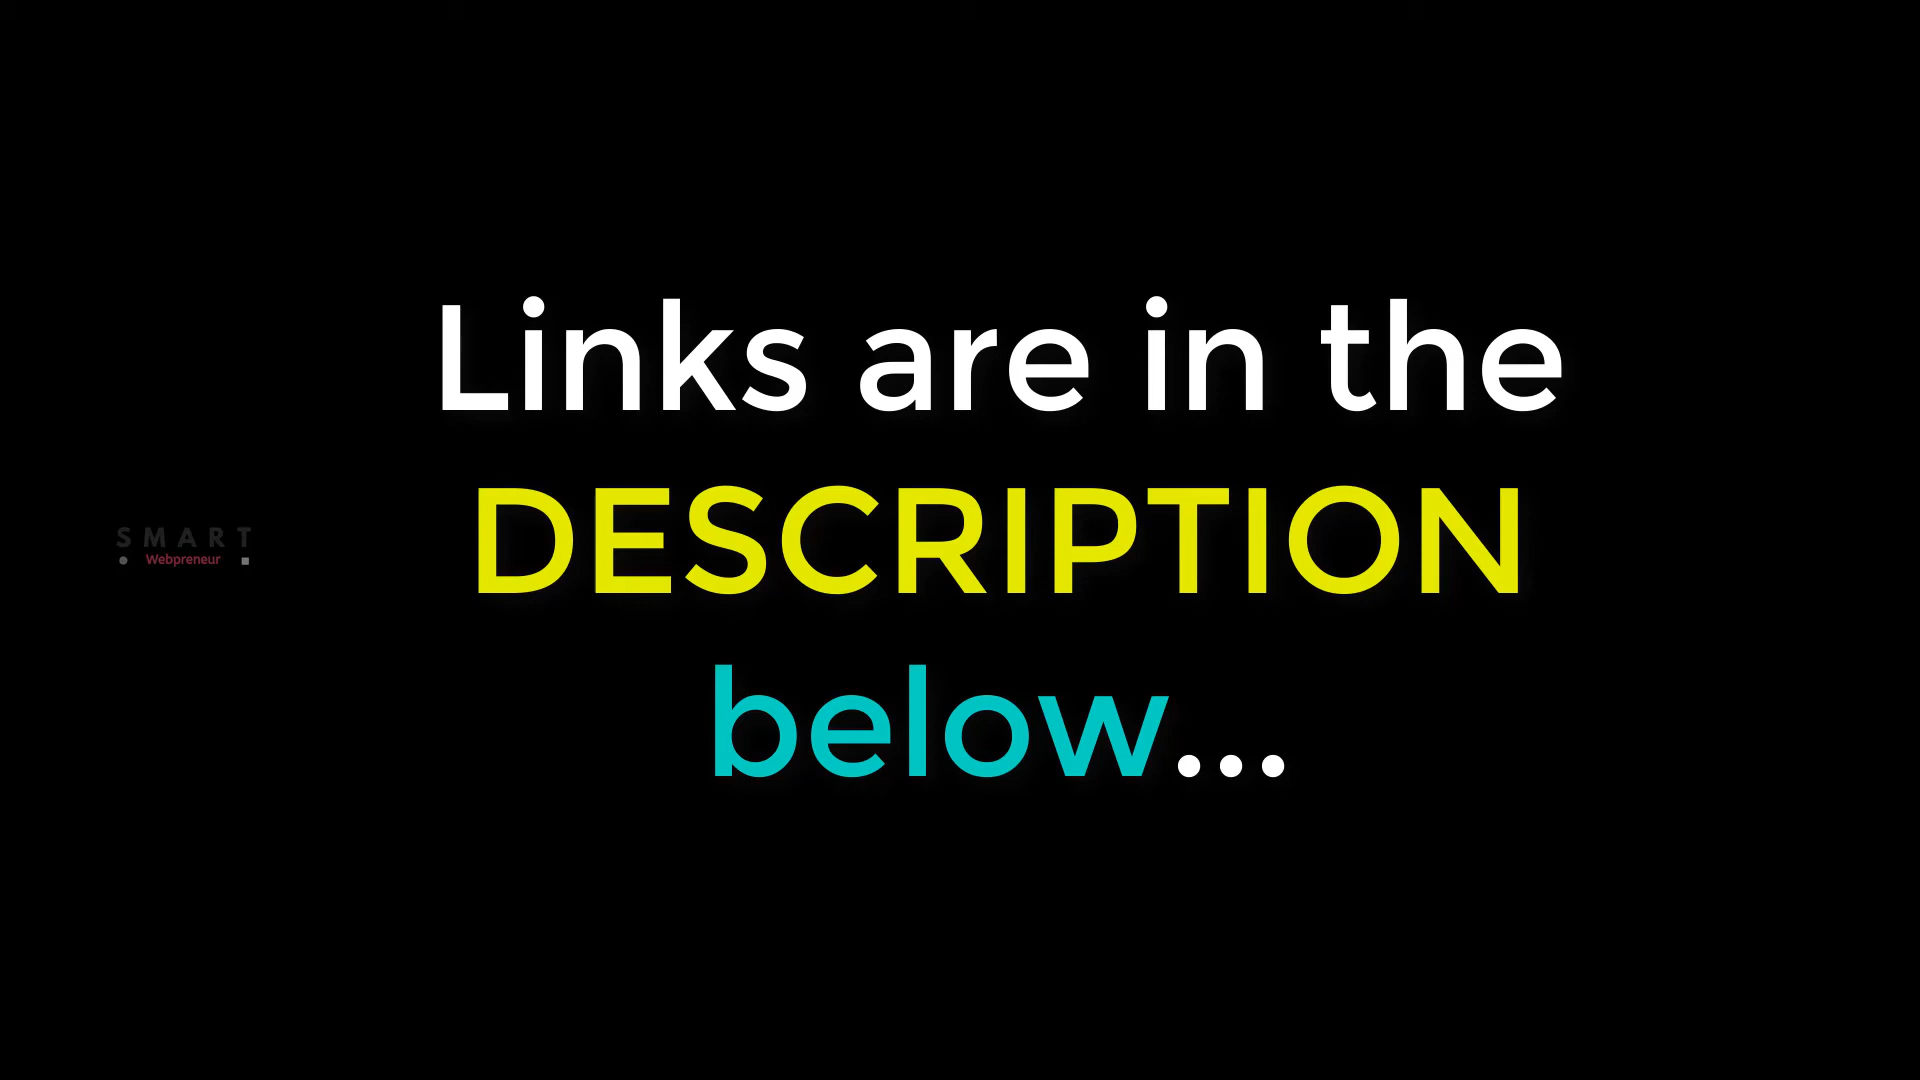 Links are in the
DESCRIPTION
SMART
Webpreneur
below...